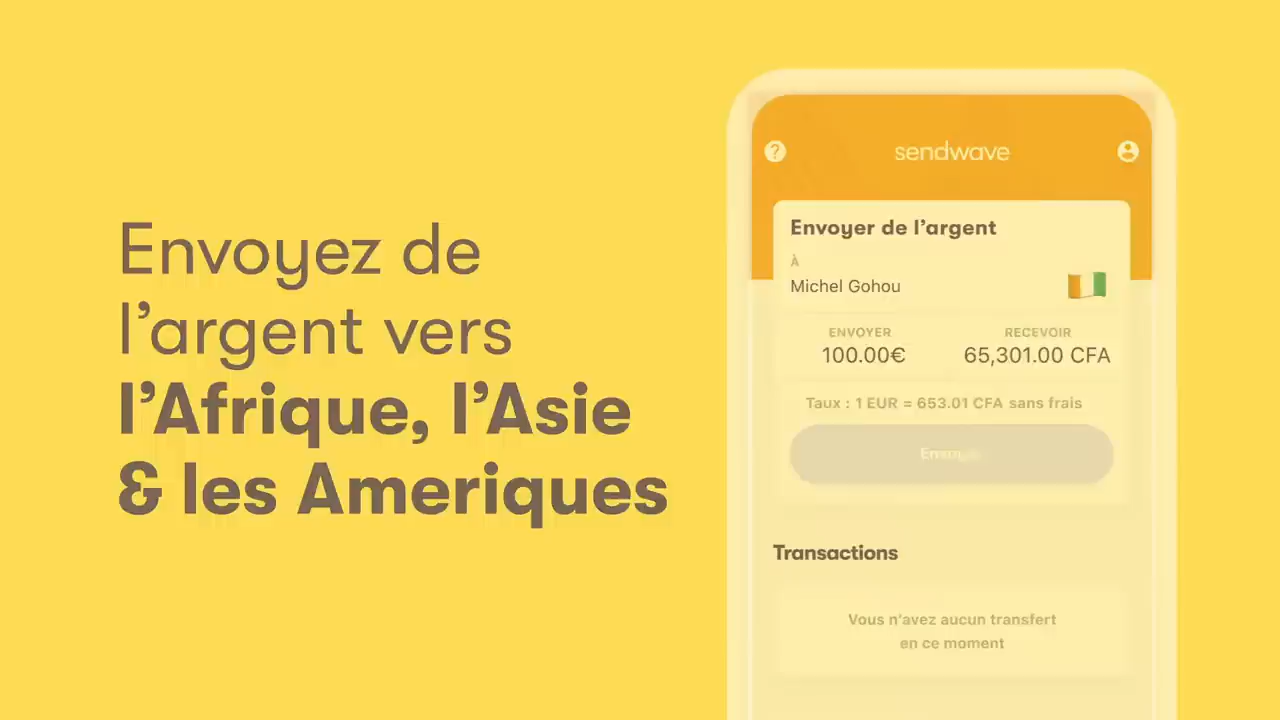 Envoyez de
l’argent vers
l’Afrique, l’Asie
& les Ameriques
?
sendwave
Envoyer de l’argent
À
Michel Gohou
ENVOYER
RECEVOIR
100.00€
65,301.00 CFA
Taux : 1 EUR = 653.01 CFA sans frais
Envoyer
Transactions
Vous n’avez aucun transfert
en ce moment